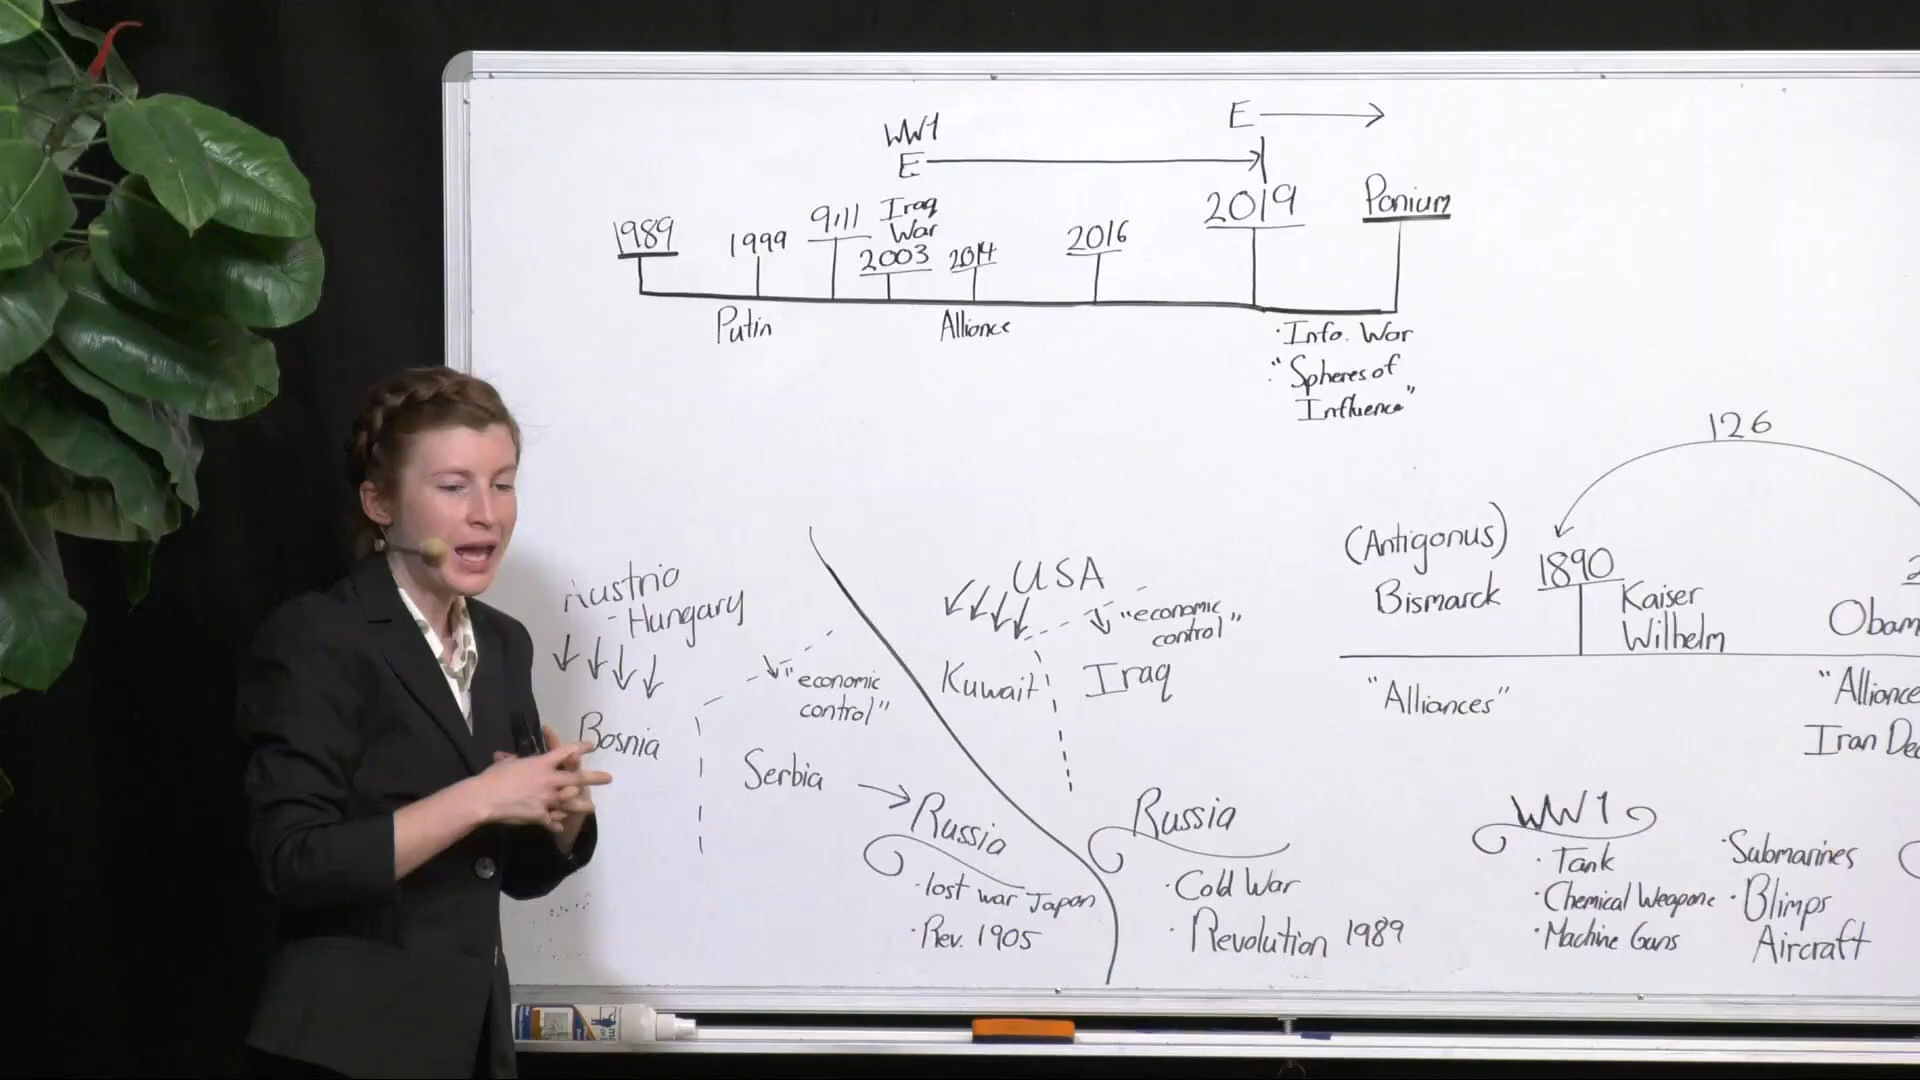 WW1
E
E
1989
1999
9/11
Iraq
War
2003
2014
2016
2019
Panium
Putin
Alliance
·Info. War
·"Spheres of
Influence"
126
(Antigonus)
Bismarck
1890
Kaiser
Wilhelm
Obam
"Alliances"
"Alliance
Iran Dec
Austria
-Hungary
"economic
control"
Bosnia
Serbia
Russia
·lost war Japan
·Rev. 1905
USA
"economic
control"
Kuwait
Iraq
Russia
·Cold War
·Revolution 1989
WW1
·Tank
·Chemical Weapons
·Machine Guns
·Submarines
·Blimps
Aircraft